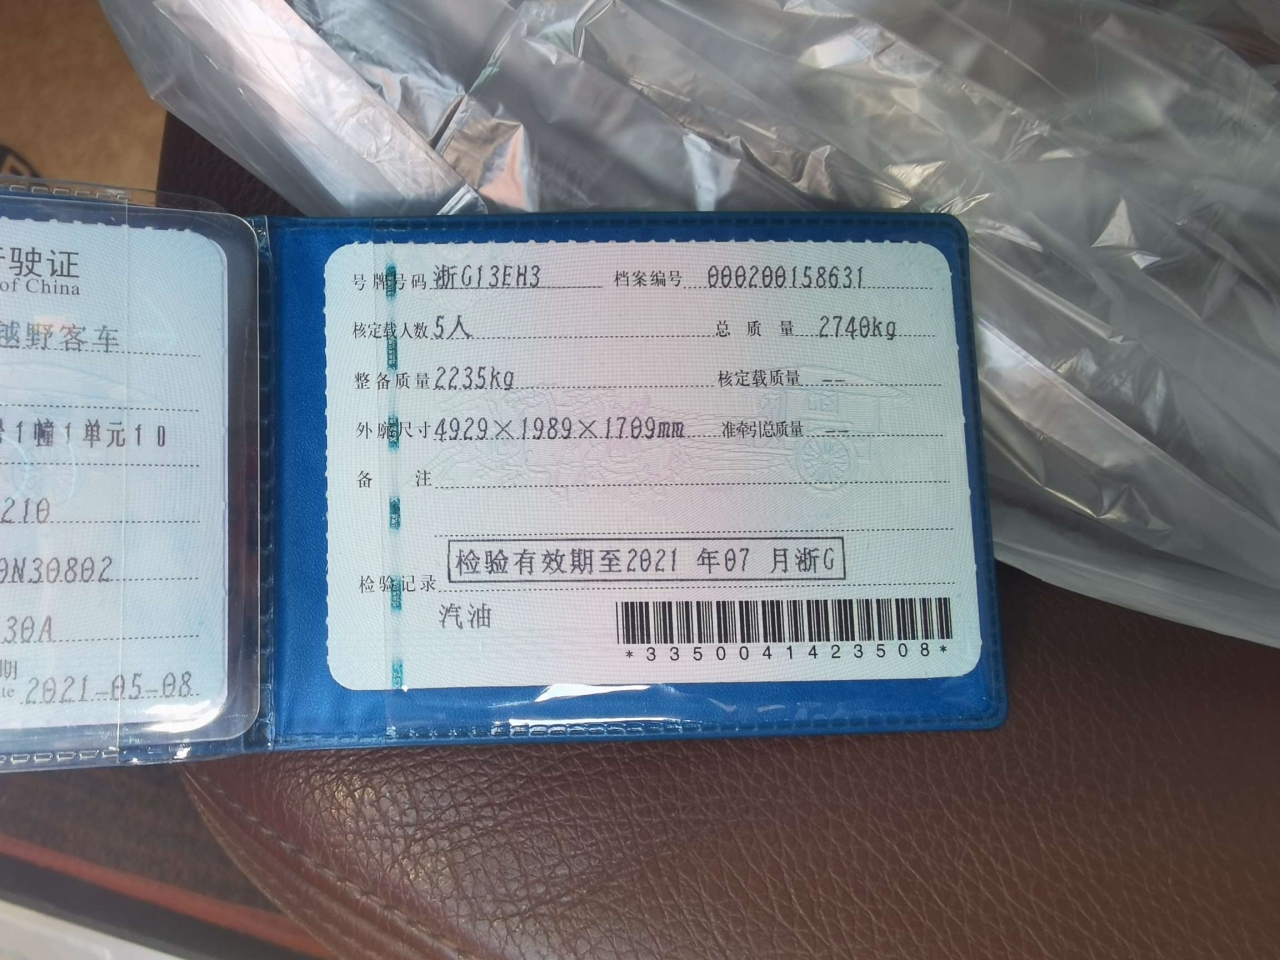 行驶证
of China
越野客车
号1幢1单元10
210
0N30802
30A
期
ate 2021-05-08
号牌号码 浙G13EH3 档案编号 000200158631
核定载人数 5人 总质量 2740kg
整备质量 2235kg 核定载质量 --
外廓尺寸 4929×1989×1709mm 准牵引总质量 --
备注
检验有效期至2021 年07 月浙G
检验记录
汽油
*3350041423508*